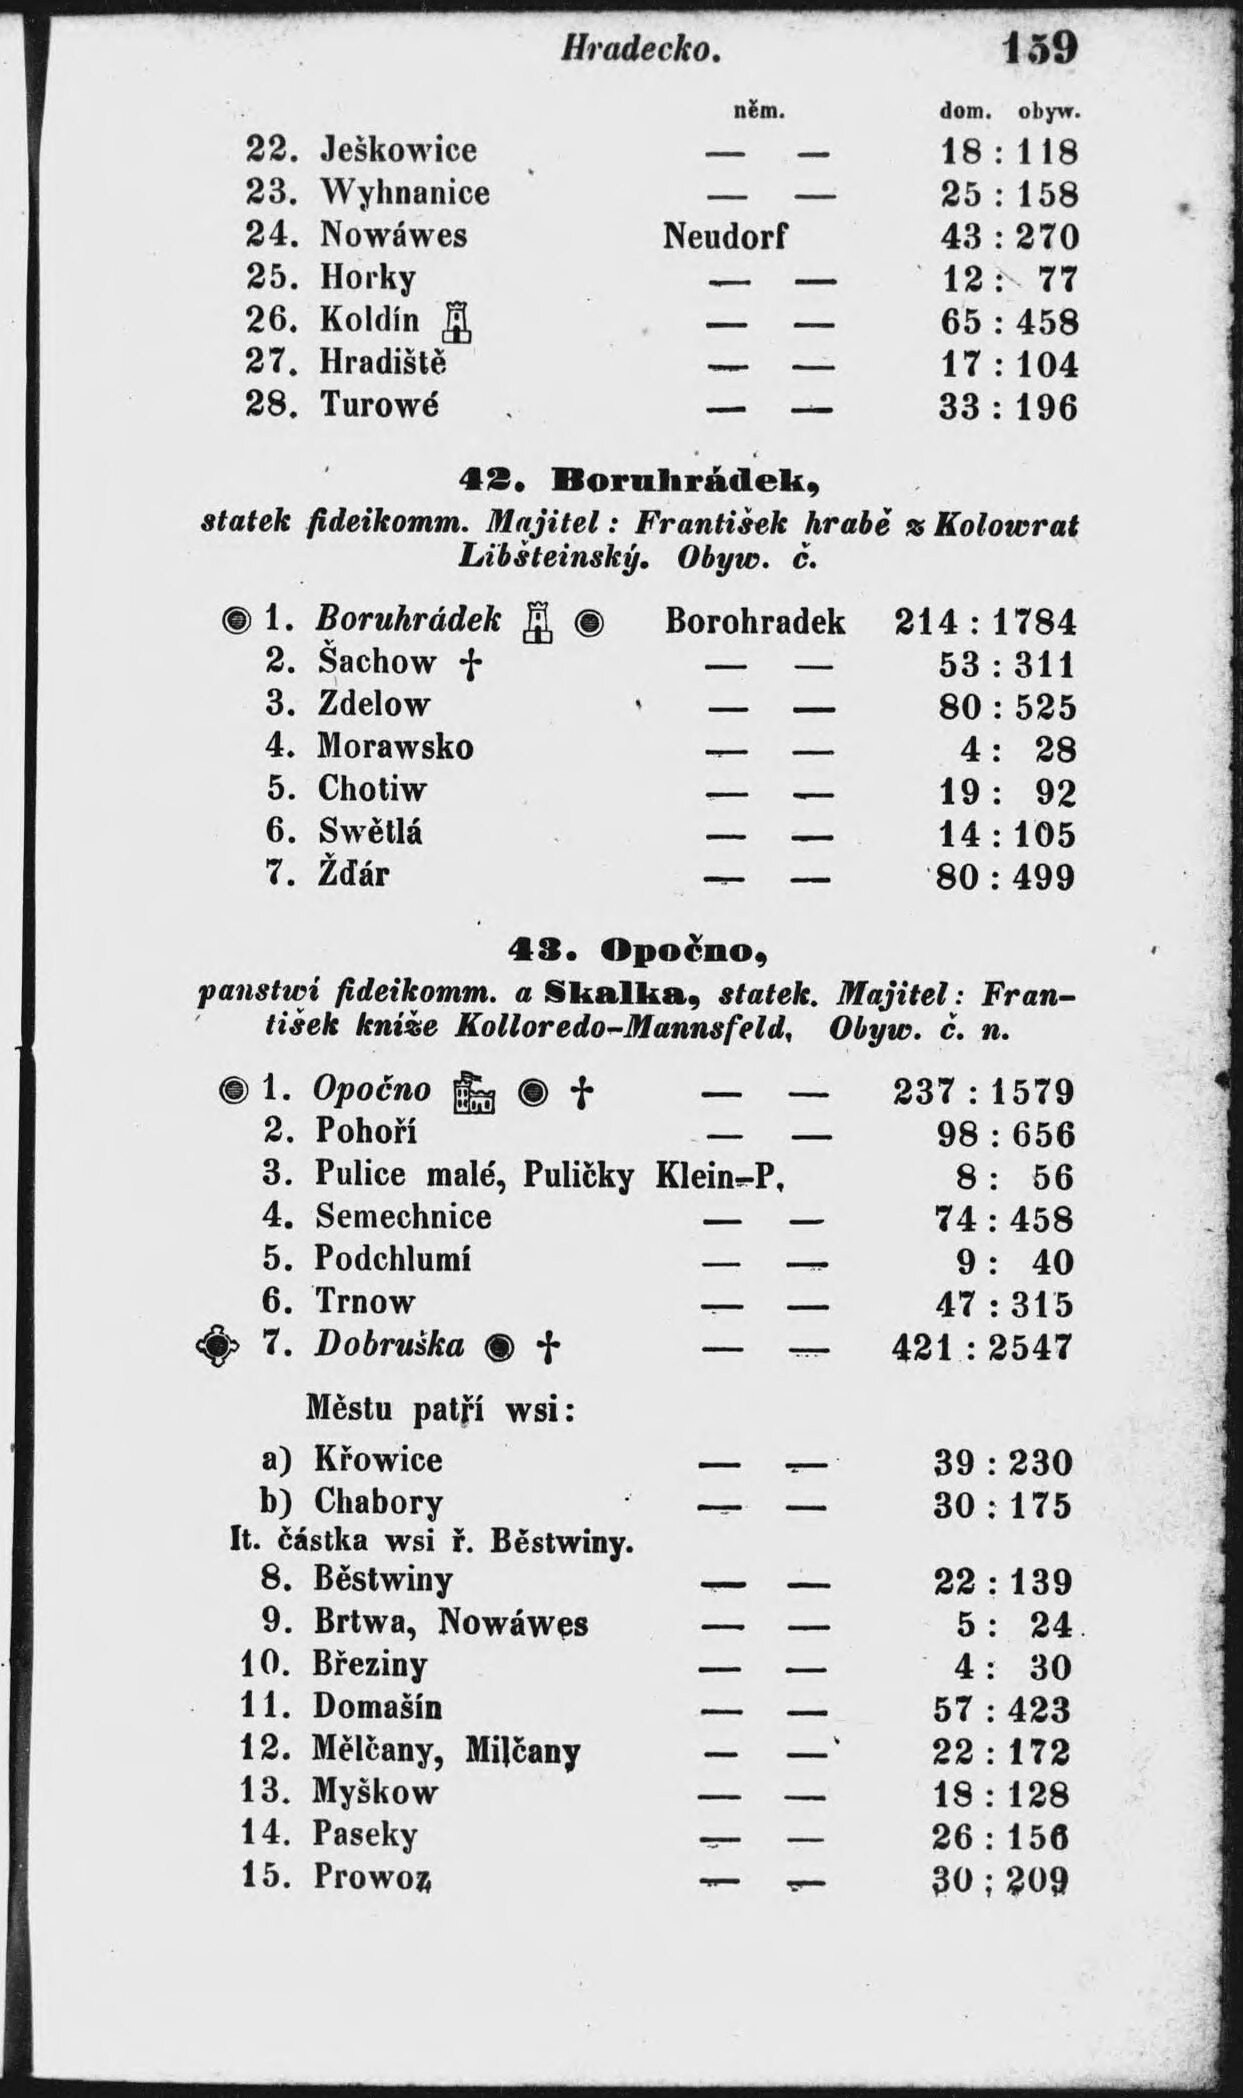 Hradecko. 159
něm. dom. obyw.
22. Ješkowice — — 18 : 118
23. Wyhnanice — — 25 : 158
24. Nowáwes Neudorf 43 : 270
25. Horky — — 12 : 77
26. Koldín — — 65 : 458
27. Hradiště — — 17 : 104
28. Turowé — — 33 : 196
42. Boruhrádek,
statek fideikomm. Majitel : František hrabě z Kolowrat
Libšteinský. Obyw. č.
1. Boruhrádek Borohradek 214 : 1784
2. Šachow † — — 53 : 311
3. Zdelow — — 80 : 525
4. Morawsko — — 4 : 28
5. Chotiw — — 19 : 92
6. Swětlá — — 14 : 105
7. Žďár — — 80 : 499
43. Opočno,
panstwí fideikomm. a Skalka, statek. Majitel : Fran-
tišek kníže Kolloredo-Mannsfeld. Obyw. č. n.
1. Opočno † — — 237 : 1579
2. Pohoří — — 98 : 656
3. Pulice malé, Puličky Klein-P. 8 : 56
4. Semechnice — — 74 : 458
5. Podchlumí — — 9 : 40
6. Trnow — — 47 : 315
7. Dobruška † — — 421 : 2547
Městu patří wsi:
a) Křowice — — 39 : 230
b) Chabory — — 30 : 175
It. částka wsi ř. Běstwiny.
8. Běstwiny — — 22 : 139
9. Brtwa, Nowáwes — — 5 : 24
10. Březiny — — 4 : 30
11. Domašín — — 57 : 423
12. Mělčany, Milčany — — 22 : 172
13. Myškow — — 18 : 128
14. Paseky — — 26 : 156
15. Prowoz — — 30 : 209